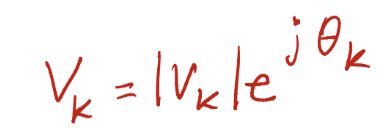 V_k = |V_k| e^{jθ_k}